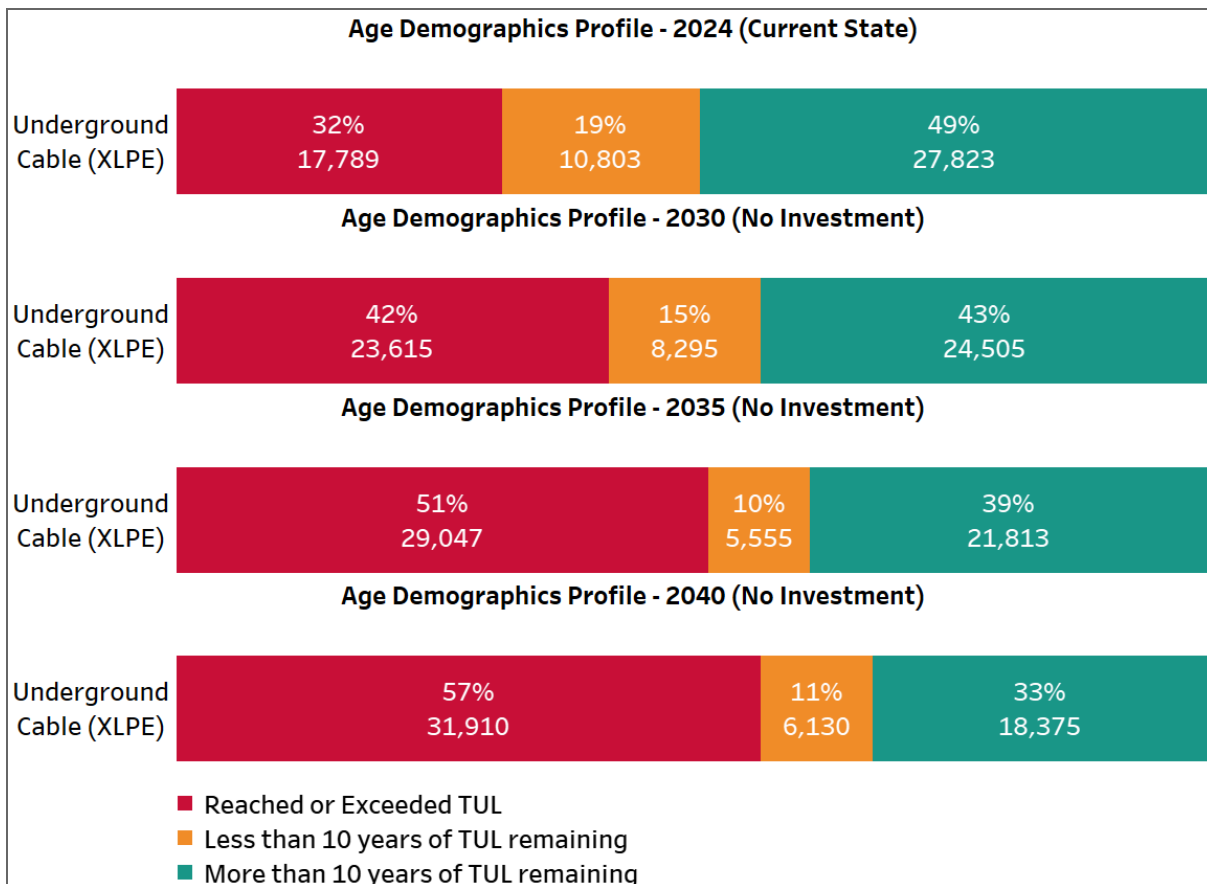 Age Demographics Profile - 2024 (Current State)
Underground Cable (XLPE)
32%
17,789
19%
10,803
49%
27,823
Age Demographics Profile - 2030 (No Investment)
Underground Cable (XLPE)
42%
23,615
15%
8,295
43%
24,505
Age Demographics Profile - 2035 (No Investment)
Underground Cable (XLPE)
51%
29,047
10%
5,555
39%
21,813
Age Demographics Profile - 2040 (No Investment)
Underground Cable (XLPE)
57%
31,910
11%
6,130
33%
18,375
Reached or Exceeded TUL
Less than 10 years of TUL remaining
More than 10 years of TUL remaining